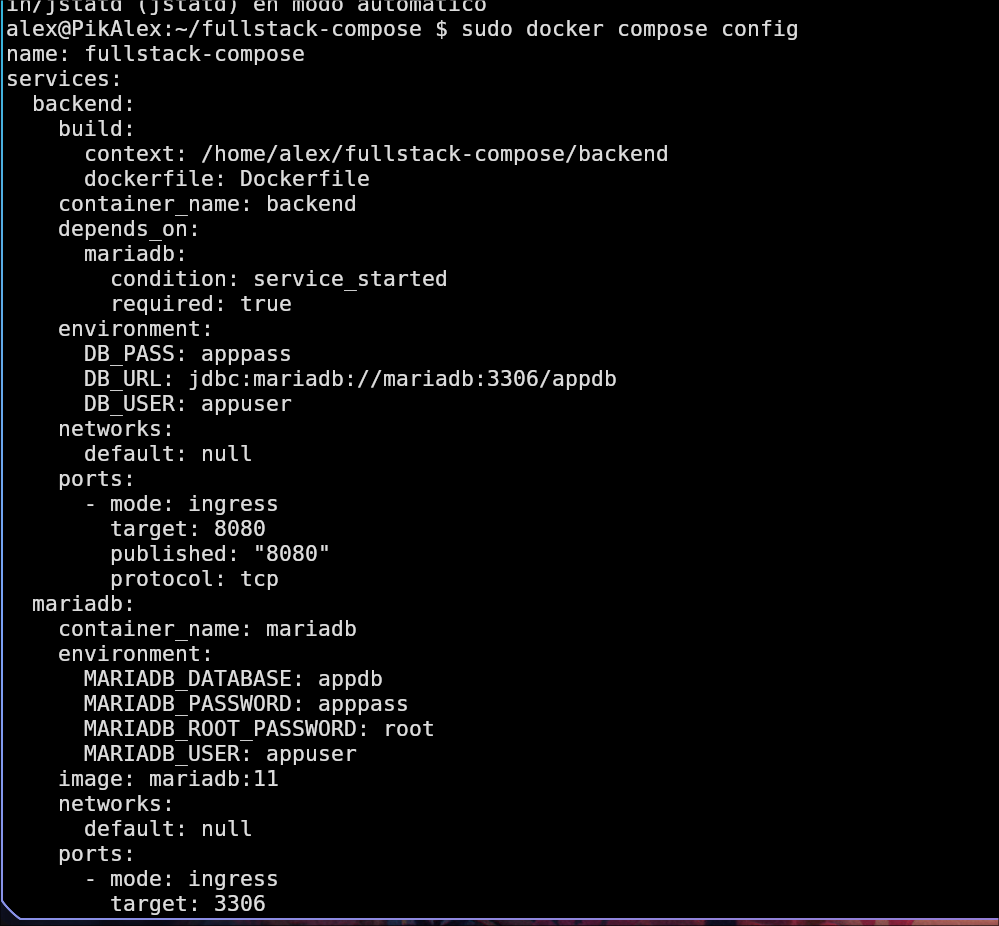 in/jstatd (jstatd) en modo automático
alex@PikAlex:~/fullstack-compose $ sudo docker compose config
name: fullstack-compose
services:
  backend:
    build:
      context: /home/alex/fullstack-compose/backend
      dockerfile: Dockerfile
    container_name: backend
    depends_on:
      mariadb:
        condition: service_started
        required: true
    environment:
      DB_PASS: apppass
      DB_URL: jdbc:mariadb://mariadb:3306/appdb
      DB_USER: appuser
    networks:
      default: null
    ports:
      - mode: ingress
        target: 8080
        published: "8080"
        protocol: tcp
  mariadb:
    container_name: mariadb
    environment:
      MARIADB_DATABASE: appdb
      MARIADB_PASSWORD: apppass
      MARIADB_ROOT_PASSWORD: root
      MARIADB_USER: appuser
    image: mariadb:11
    networks:
      default: null
    ports:
      - mode: ingress
        target: 3306